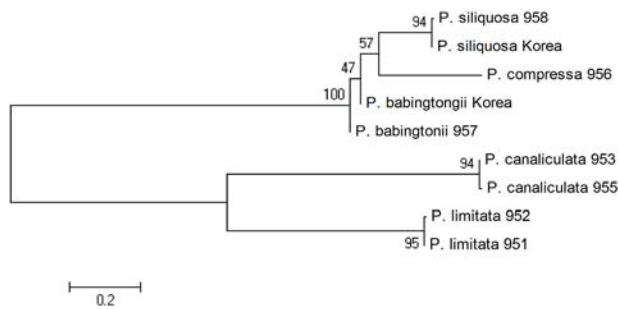 94
P. siliquosa 958
P. siliquosa Korea
57
P. compressa 956
47
P. babingtongii Korea
100
P. babingtonii 957
94
P. canaliculata 953
P. canaliculata 955
P. limitata 952
95
P. limitata 951
0.2